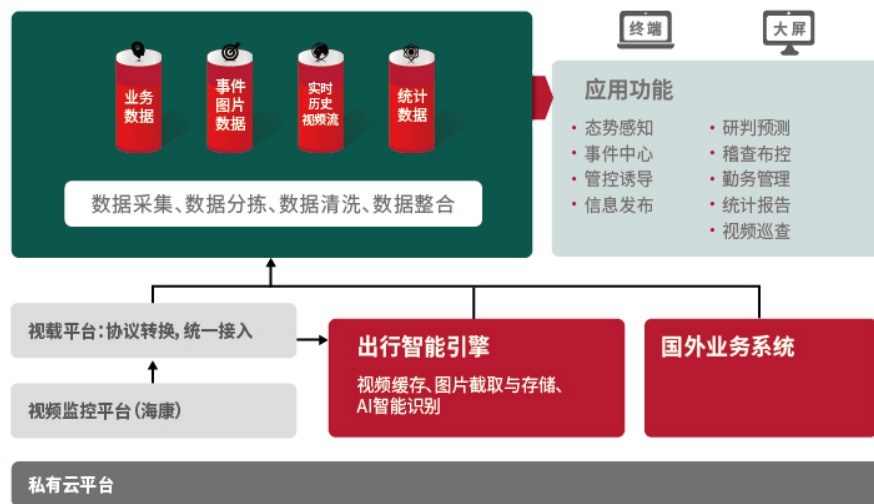 终端
大屏
业务
数据
事件
图片
数据
实时
历史
视频流
统计
数据
数据采集、数据分拣、数据清洗、数据整合
应用功能
• 态势感知
• 事件中心
• 管控诱导
• 信息发布
• 研判预测
• 稽查布控
• 勤务管理
• 统计报告
• 视频巡查
视载平台:协议转换, 统一接入
视频监控平台(海康)
出行智能引擎
视频缓存、图片截取与存储、
AI智能识别
国外业务系统
私有云平台